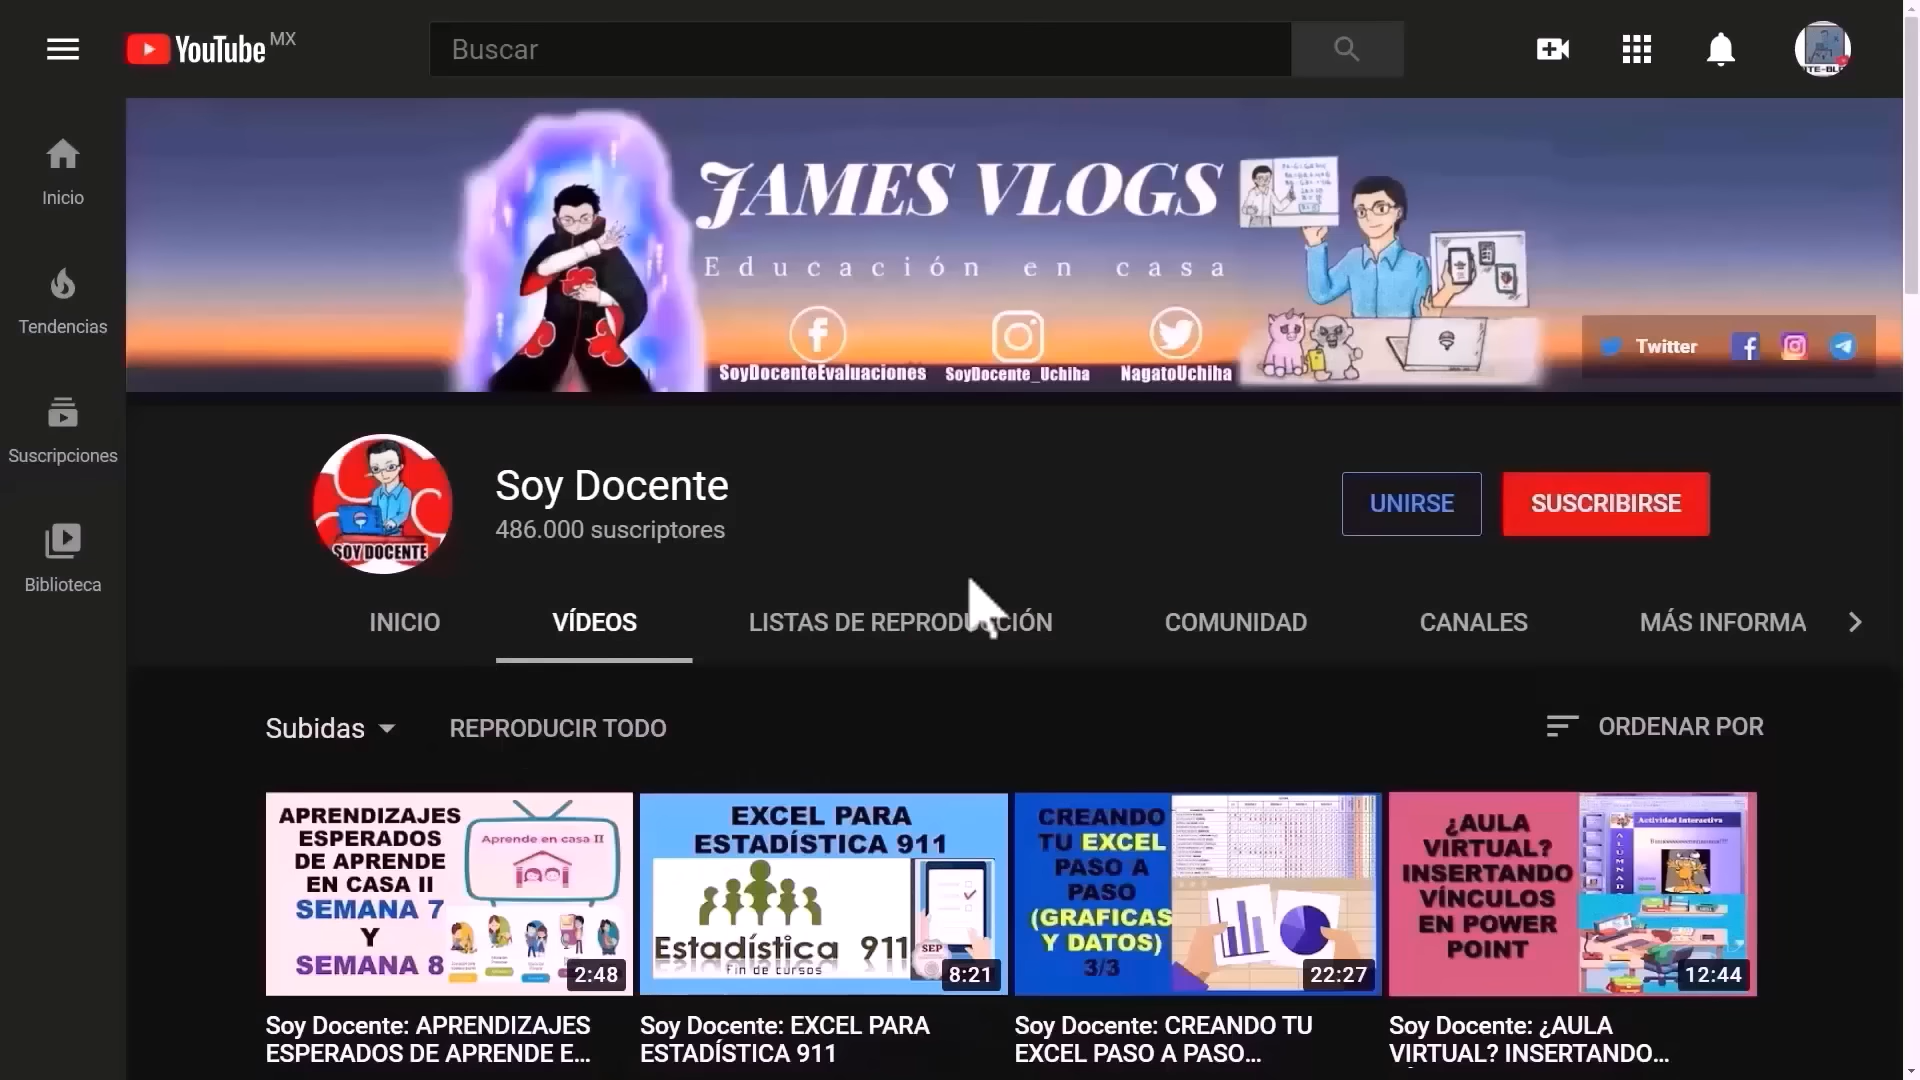 YouTube MX
Buscar
Inicio
Tendencias
Suscripciones
Biblioteca
JAMES VLOGS
Educación en casa
SoyDocenteEvaluaciones
SoyDocente_Uchiha
NagatoUchiha
Twitter
SOY DOCENTE
Soy Docente
486.000 suscriptores
UNIRSE
SUSCRIBIRSE
INICIO
VÍDEOS
LISTAS DE REPRODUCCIÓN
COMUNIDAD
CANALES
MÁS INFORMA
Subidas
REPRODUCIR TODO
ORDENAR POR
APRENDIZAJES
ESPERADOS
DE APRENDE
EN CASA II
SEMANA 7
Y
SEMANA 8
Aprende en casa II
2:48
EXCEL PARA
ESTADÍSTICA 911
Estadística 911
Fin de cursos
SEP
8:21
CREANDO
TU EXCEL
PASO A
PASO
(GRAFICAS
Y DATOS)
3/3
22:27
¿AULA
VIRTUAL?
INSERTANDO
VÍNCULOS
EN POWER
POINT
Actividad Interactiva
12:44
Soy Docente: APRENDIZAJES
ESPERADOS DE APRENDE E...
Soy Docente: EXCEL PARA
ESTADÍSTICA 911
Soy Docente: CREANDO TU
EXCEL PASO A PASO...
Soy Docente: ¿AULA
VIRTUAL? INSERTANDO...